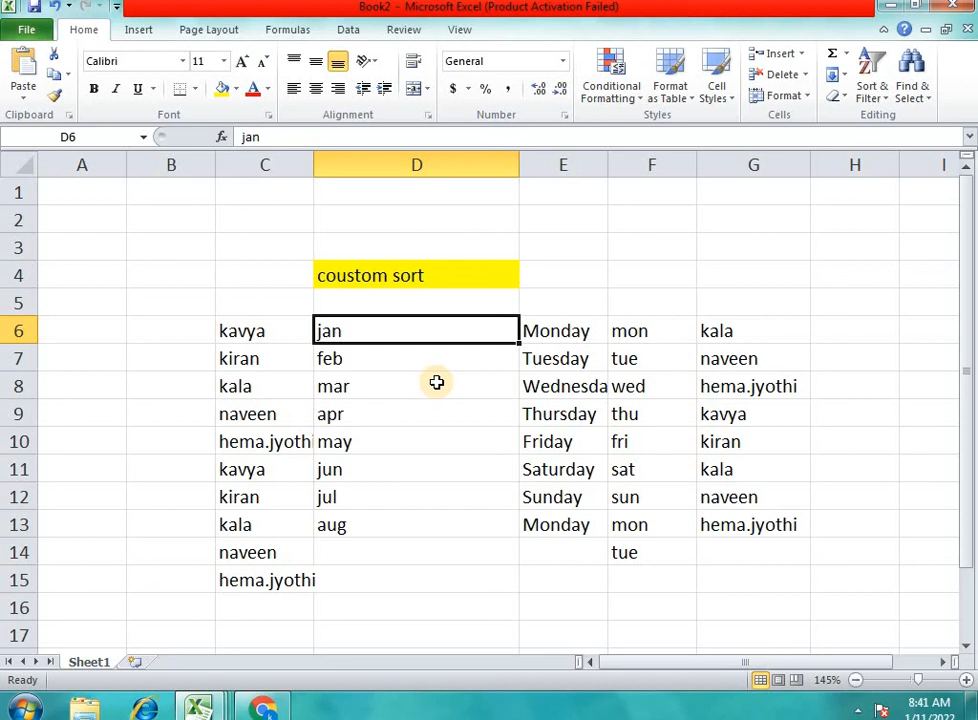 Book2 - Microsoft Excel (Product Activation Failed)
File Home Insert Page Layout Formulas Data Review View
Paste
Clipboard
Calibri 11
B I U A
Font
Alignment
General
$ % ,
Number
Conditional Formatting
Format as Table
Cell Styles
Styles
Insert
Delete
Format
Cells
Σ
Sort & Filter
Find & Select
Editing
D6 fx jan
A B C D E F G H I
1
2
3
4 coustom sort
5
6 kavya jan Monday mon kala
7 kiran feb Tuesday tue naveen
8 kala mar Wednesda wed hema.jyothi
9 naveen apr Thursday thu kavya
10 hema.jyothi may Friday fri kiran
11 kavya jun Saturday sat kala
12 kiran jul Sunday sun naveen
13 kala aug Monday mon hema.jyothi
14 naveen tue
15 hema.jyothi
16
17
Sheet1
Ready 145%
8:41 AM
1/11/2022